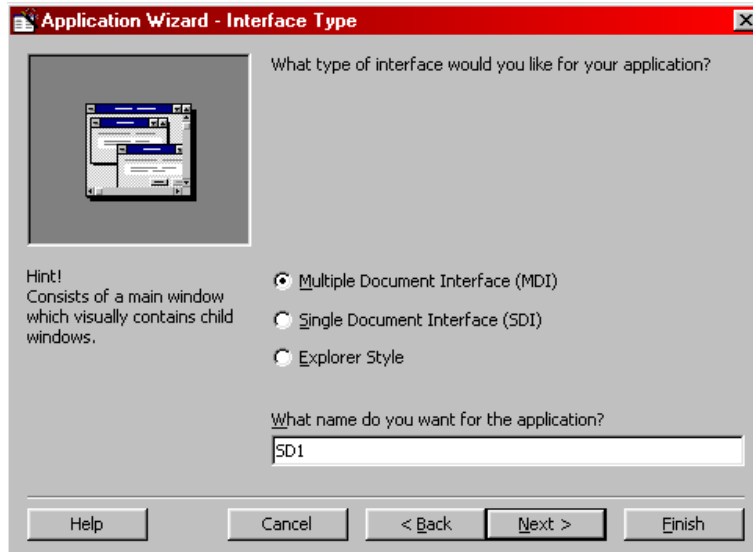 Application Wizard - Interface Type
What type of interface would you like for your application?
Hint!
Consists of a main window
which visually contains child
windows.
Multiple Document Interface (MDI)
Single Document Interface (SDI)
Explorer Style
What name do you want for the application?
SD1
Help
Cancel
< Back
Next >
Finish